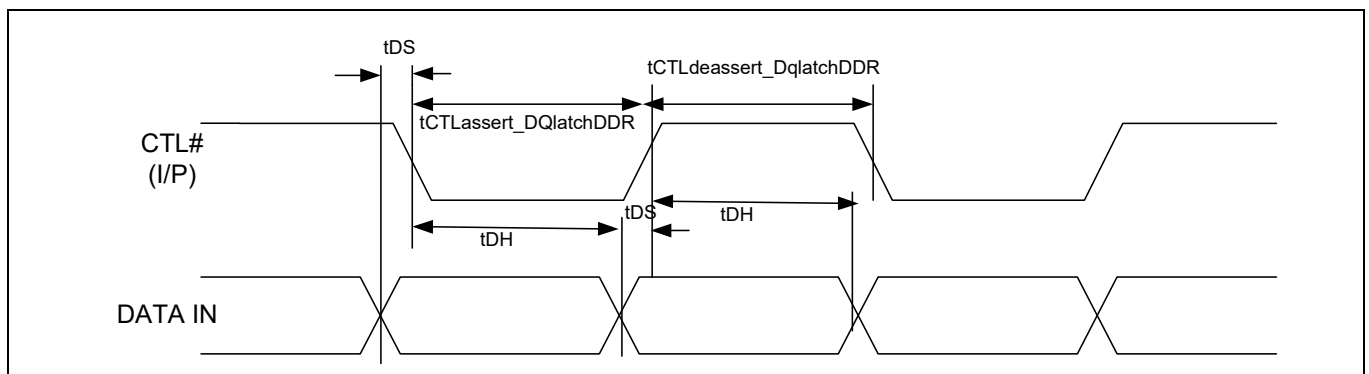 tDS
tCTLdeassert_DqlatchDDR
tCTLassert_DQlatchDDR
CTL#
(I/P)
tDS
tDH
tDH
DATA IN